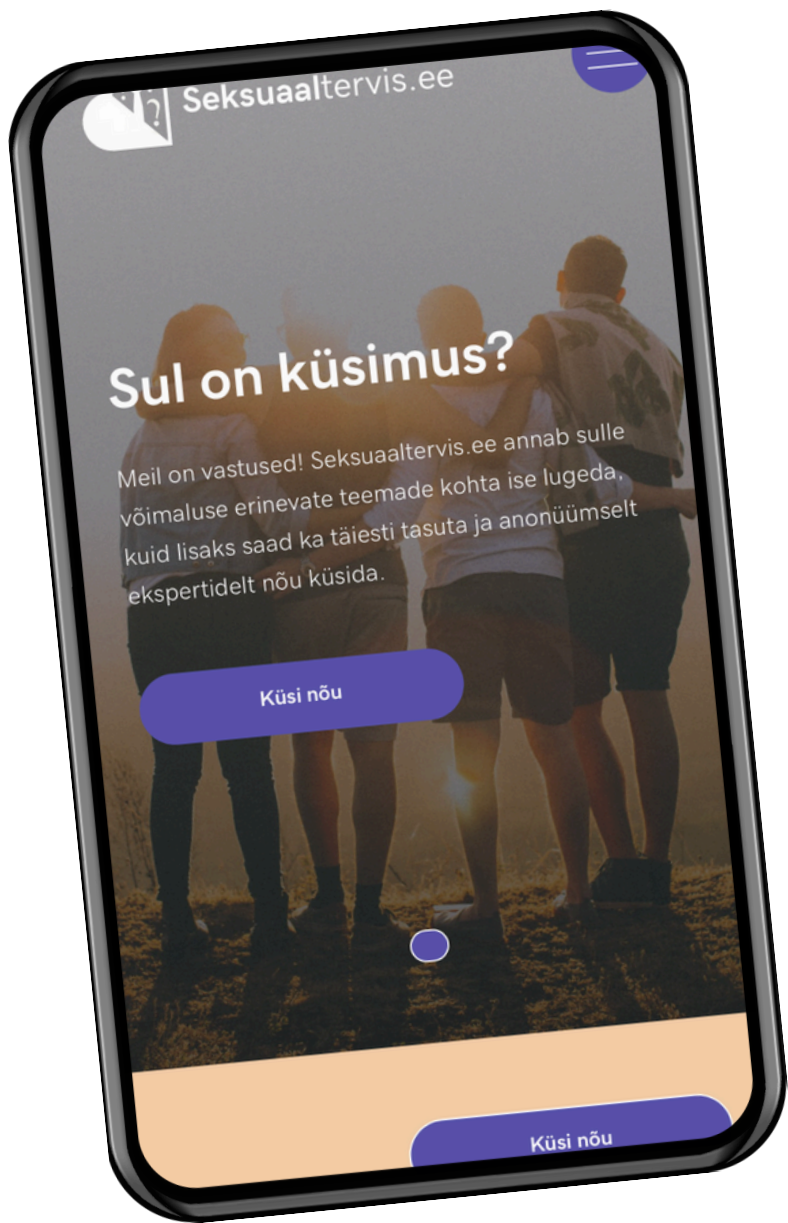 Seksuaaltervis.ee
Sul on küsimus?
Meil on vastused! Seksuaaltervis.ee annab sulle
võimaluse erinevate teemade kohta ise lugeda,
kuid lisaks saad ka täiesti tasuta ja anonüümselt
ekspertidelt nõu küsida.
Küsi nõu
Küsi nõu